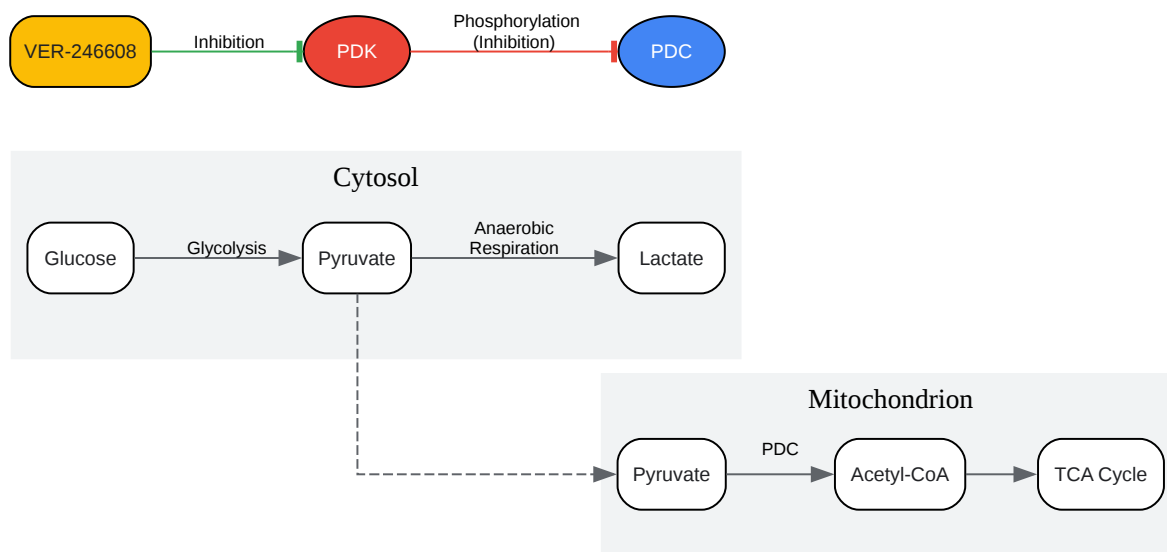 VER-246608
Inhibition
PDK
Phosphorylation
(Inhibition)
PDC
Cytosol
Glucose
Glycolysis
Pyruvate
Anaerobic
Respiration
Lactate
Mitochondrion
Pyruvate
PDC
Acetyl-CoA
TCA Cycle